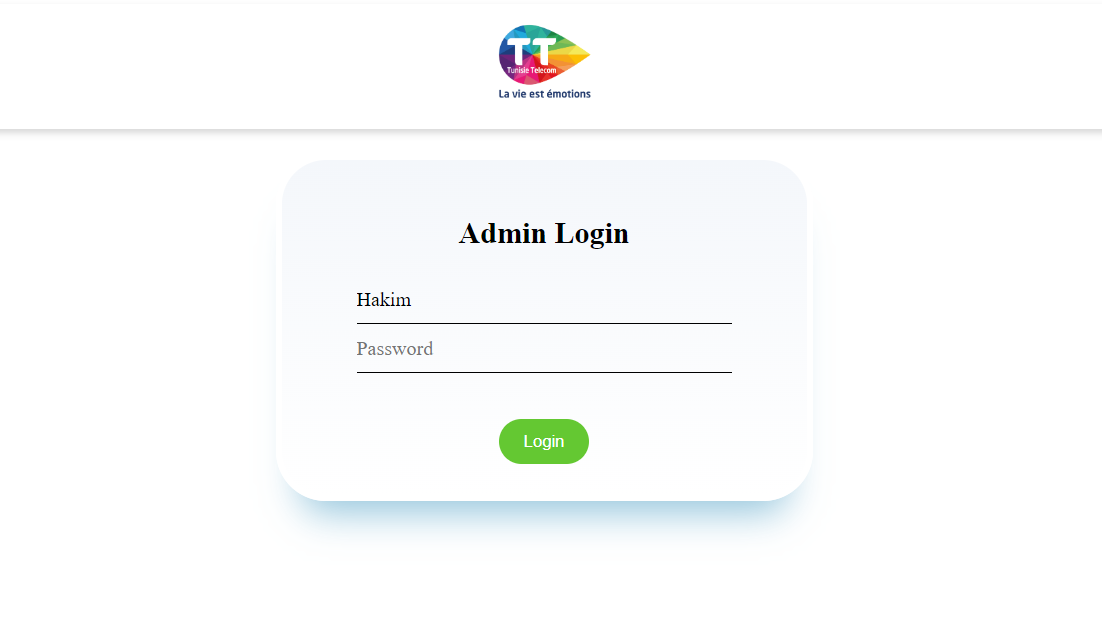 TT
Tunisie Telecom
La vie est émotions
Admin Login
Hakim
Password
Login